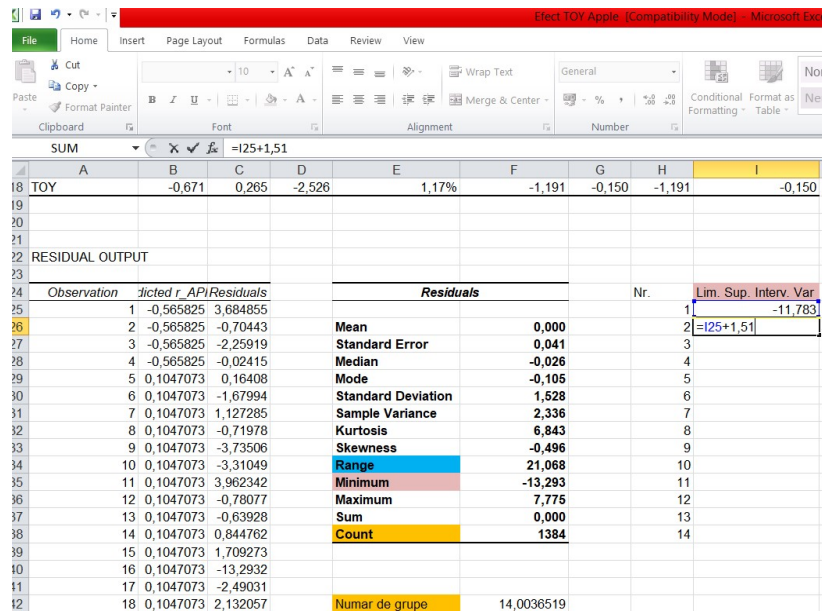 Efect TOY Apple [Compatibility Mode] - Microsoft Exc
File Home Insert Page Layout Formulas Data Review View
Cut
Copy
Format Painter
Paste
10 A A
Wrap Text
General
B I U A
Merge & Center
% ,
Conditional Formatting
Format as Table
Clipboard Font Alignment Number
SUM fx =I25+1,51
A B C D E F G H I
18 TOY -0,671 0,265 -2,526 1,17% -1,191 -0,150 -1,191 -0,150
19
20
21
22 RESIDUAL OUTPUT
23
24 Observation dicted r_API Residuals Residuals Nr. Lim. Sup. Interv. Var
25 1 -0,565825 3,684855 1 -11,783
26 2 -0,565825 -0,70443 Mean 0,000 2 =I25+1,51
27 3 -0,565825 -2,25919 Standard Error 0,041 3
28 4 -0,565825 -0,02415 Median -0,026 4
29 5 0,1047073 0,16408 Mode -0,105 5
30 6 0,1047073 -1,67994 Standard Deviation 1,528 6
31 7 0,1047073 1,127285 Sample Variance 2,336 7
32 8 0,1047073 -0,71978 Kurtosis 6,843 8
33 9 0,1047073 -3,73506 Skewness -0,496 9
34 10 0,1047073 -3,31049 Range 21,068 10
35 11 0,1047073 3,962342 Minimum -13,293 11
36 12 0,1047073 -0,78077 Maximum 7,775 12
37 13 0,1047073 -0,63928 Sum 0,000 13
38 14 0,1047073 0,844762 Count 1384 14
39 15 0,1047073 1,709273
40 16 0,1047073 -13,2932
41 17 0,1047073 -2,49031
42 18 0,1047073 2,132057 Numar de grupe 14,0036519